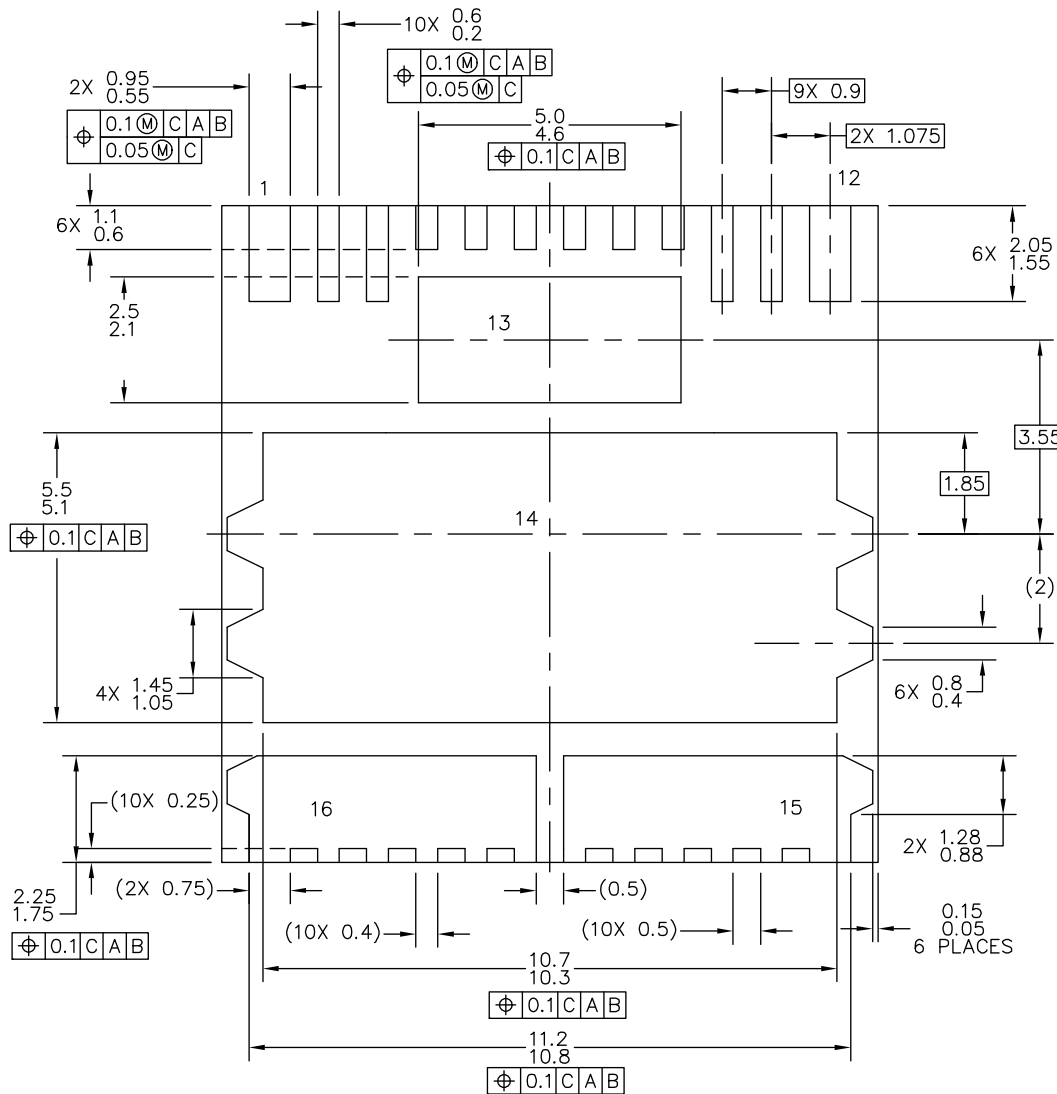 10X 0.6
0.2
⌖ 0.1Ⓜ C A B
0.05Ⓜ C
2X 0.95
0.55
⌖ 0.1Ⓜ C A B
0.05Ⓜ C
9X 0.9
5.0
4.6
⌖ 0.1 C A B
2X 1.075
1
12
6X 1.1
0.6
6X 2.05
1.55
2.5
2.1
13
3.55
1.85
5.5
5.1
⌖ 0.1 C A B
14
(2)
4X 1.45
1.05
6X 0.8
0.4
(10X 0.25)
16
15
2X 1.28
0.88
2.25
1.75
⌖ 0.1 C A B
(2X 0.75)
(0.5)
(10X 0.4)
(10X 0.5)
0.15
0.05
6 PLACES
10.7
10.3
⌖ 0.1 C A B
11.2
10.8
⌖ 0.1 C A B